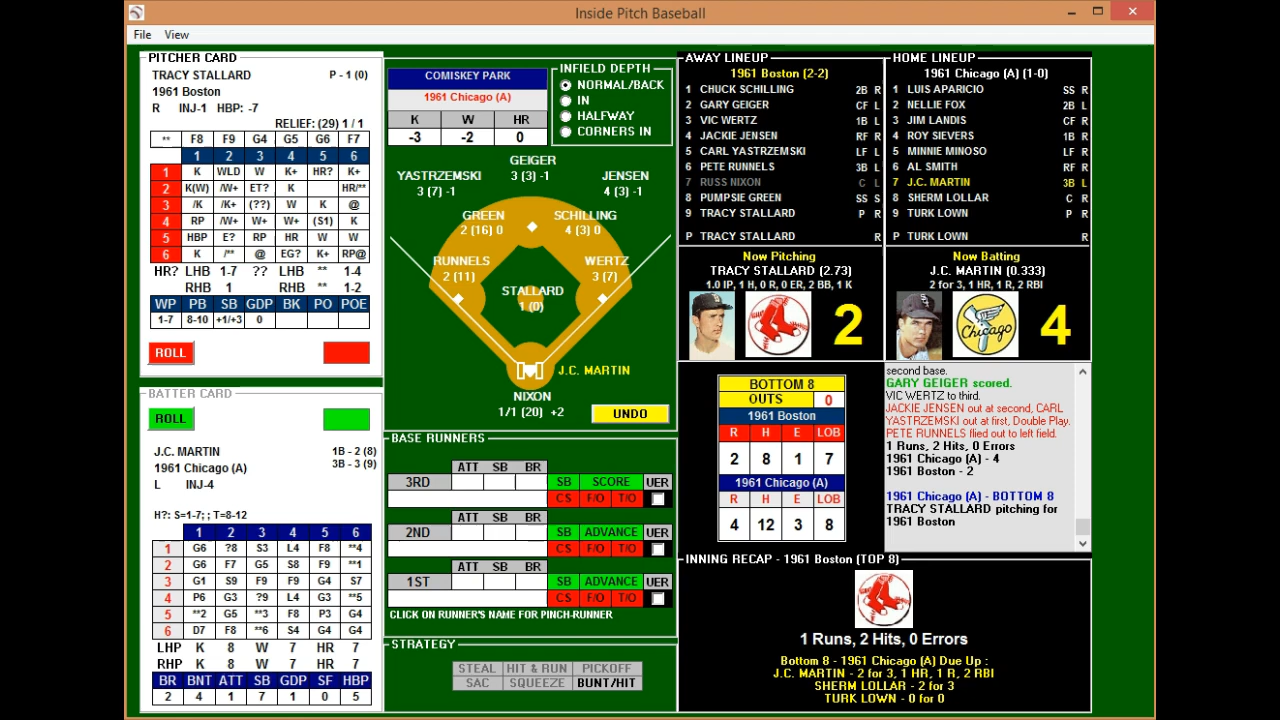 Inside Pitch Baseball
File View
PITCHER CARD
TRACY STALLARD P - 1 (0)
1961 Boston
R INJ-1 HBP: -7
RELIEF: (29) 1 / 1
** F8 F9 G4 G5 G6 F7
1 2 3 4 5 6
1 K WLD W K+ HR? K+
2 K(W) /W+ ET? K HR/**
3 /K /K+ (??) W K @
4 RP /W+ W+ W+ (S1) K
5 HBP E? RP HR W W
6 K /** @ EG? K+ RP@
HR? LHB 1-7 ?? LHB ** 1-4
RHB 1 RHB ** 1-2
WP PB SB GDP BK PO POE
1-7 8-10 +1/+3 0
ROLL
BATTER CARD
ROLL
J.C. MARTIN 1B - 2 (8)
1961 Chicago (A) 3B - 3 (9)
L INJ-4
H?: S=1-7; ; T=8-12
1 2 3 4 5 6
1 G6 ?8 S3 L4 F8 **4
2 G6 F7 G5 S8 F9 **1
3 G1 S9 F9 F9 G4 S7
4 P6 G3 ?9 L4 G3 **5
5 **2 G5 **3 F8 P3 G4
6 D7 F8 **6 S4 G4 G4
LHP K 8 W 7 HR 7
RHP K 8 W 7 HR 7
BR BNT ATT SB GDP SF HBP
2 4 1 7 1 0 5
COMISKEY PARK
1961 Chicago (A)
K W HR
-3 -2 0
INFIELD DEPTH
NORMAL/BACK
IN
HALFWAY
CORNERS IN
GEIGER
3 (3) -1
YASTRZEMSKI
3 (7) -1
JENSEN
4 (3) -1
GREEN
2 (16) 0
SCHILLING
4 (3) 0
RUNNELS
2 (11)
WERTZ
3 (7)
STALLARD
1 (0)
J.C. MARTIN
NIXON
1/1 (20) +2
UNDO
BASE RUNNERS
ATT SB BR
3RD SB SCORE UER
CS F/O T/O
ATT SB BR
2ND SB ADVANCE UER
CS F/O T/O
ATT SB BR
1ST SB ADVANCE UER
CS F/O T/O
CLICK ON RUNNER'S NAME FOR PINCH-RUNNER
STRATEGY
STEAL HIT & RUN PICKOFF
SAC SQUEEZE BUNT/HIT
AWAY LINEUP
1961 Boston (2-2)
1 CHUCK SCHILLING 2B R
2 GARY GEIGER CF L
3 VIC WERTZ 1B L
4 JACKIE JENSEN RF R
5 CARL YASTRZEMSKI LF L
6 PETE RUNNELS 3B L
7 RUSS NIXON C L
8 PUMPSIE GREEN SS S
9 TRACY STALLARD P R
P TRACY STALLARD R
HOME LINEUP
1961 Chicago (A) (1-0)
1 LUIS APARICIO SS R
2 NELLIE FOX 2B L
3 JIM LANDIS CF R
4 ROY SIEVERS 1B R
5 MINNIE MINOSO LF R
6 AL SMITH RF R
7 J.C. MARTIN 3B L
8 SHERM LOLLAR C R
9 TURK LOWN P R
P TURK LOWN R
Now Pitching
TRACY STALLARD (2.73)
1.0 IP, 1 H, 0 R, 0 ER, 2 BB, 1 K
2
Now Batting
J.C. MARTIN (0.333)
2 for 3, 1 HR, 1 R, 2 RBI
Chicago
4
BOTTOM 8
OUTS 0
1961 Boston
R H E LOB
2 8 1 7
1961 Chicago (A)
R H E LOB
4 12 3 8
second base.
GARY GEIGER scored.
VIC WERTZ to third.
JACKIE JENSEN out at second, CARL
YASTRZEMSKI out at first, Double Play.
PETE RUNNELS flied out to left field.
1 Runs, 2 Hits, 0 Errors
1961 Chicago (A) - 4
1961 Boston - 2
1961 Chicago (A) - BOTTOM 8
TRACY STALLARD pitching for
1961 Boston
INNING RECAP - 1961 Boston (TOP 8)
1 Runs, 2 Hits, 0 Errors
Bottom 8 - 1961 Chicago (A) Due Up :
J.C. MARTIN - 2 for 3, 1 HR, 1 R, 2 RBI
SHERM LOLLAR - 2 for 3
TURK LOWN - 0 for 0